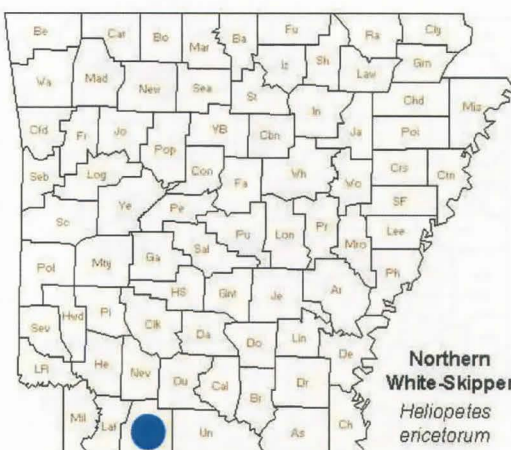 Be Car Bo Mar Ba Fu Ra Cly
Iz Sh Law Grn
Wa Mad New Sea St In Chd Mis
Cfd Fr Jo Pop YB Cbn Ja Poi
Seb Log Con Fa Wh Wo Crs Ctn
Ye Pe SF
Sc Sal Pu Lon Pr Mro Lee
Pol Mty Ga Ph
HS Grnt Je Ar
Sev Hwd Pi Clk Da Do Lin De
LR He Nev Ou Cal Dr
Br
Mil Laf Un As Ch
Northern
White-Skipper
Heliopetes
ericetorum